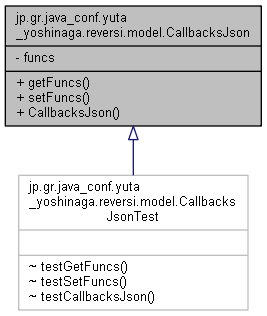 jp.gr.java_conf.yuta
_yoshinaga.reversi.model.CallbacksJson
- funcs
+ getFuncs()
+ setFuncs()
+ CallbacksJson()
jp.gr.java_conf.yuta
_yoshinaga.reversi.model.Callbacks
JsonTest
~ testGetFuncs()
~ testSetFuncs()
~ testCallbacksJson()